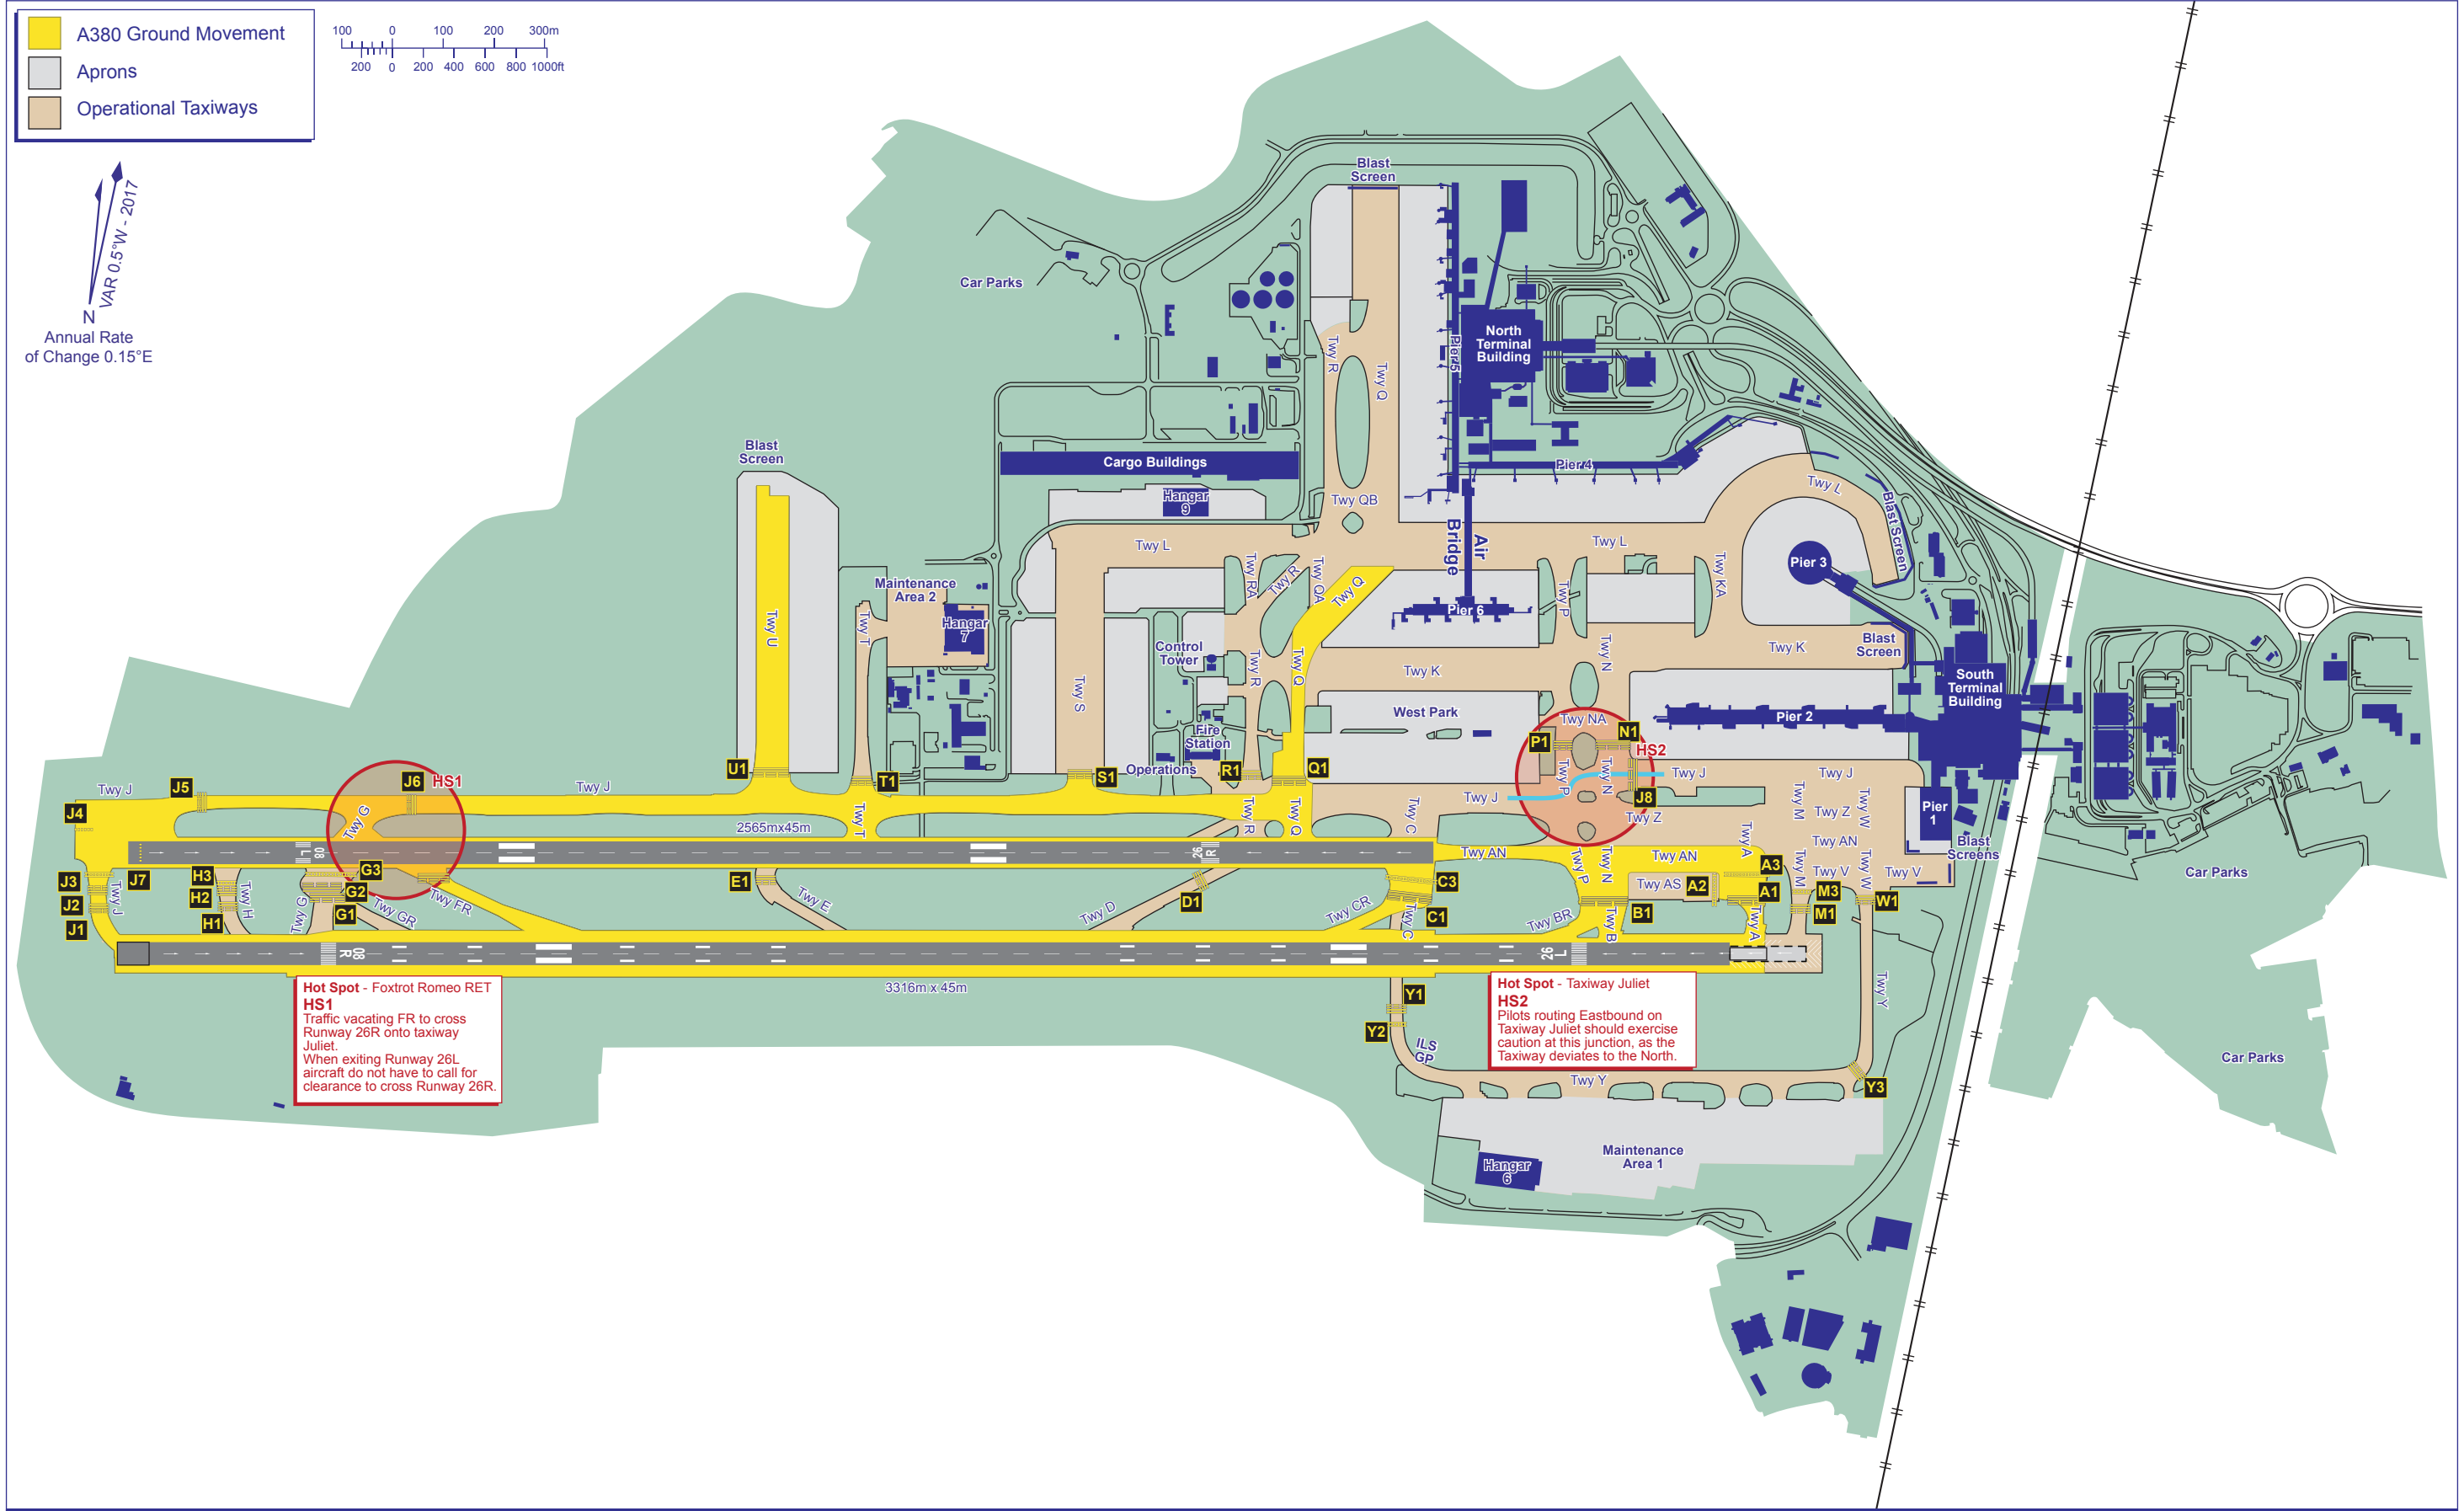 A380 Ground Movement
Aprons
Operational Taxiways
100 0 100 200 300m
200 0 200 400 600 800 1000ft
VAR 0.5°W - 2017
N
Annual Rate
of Change 0.15°E
Blast
Screen
Car Parks
North
Terminal
Building
Pier 5
Twy R
Twy Q
Blast
Screen
Cargo Buildings
Pier 4
Hangar
9
Twy QB
Twy L
Blast Screen
Twy L
Air
Bridge
Twy L
Pier 3
Twy RA
Twy R
Twy QA
Twy Q
Twy P
Twy KA
Maintenance
Area 2
Hangar
7
Pier 6
Twy U
Twy T
Control
Tower
Twy R
Twy Q
Twy K
Twy N
Twy K
Blast
Screen
South
Terminal
Building
Twy S
West Park
Twy NA
Pier 2
Fire
Station
Operations
P1
N1
HS2
U1
T1
S1
R1
Q1
Twy P
Twy N
Twy J
Twy J
Twy J
J5
J6
HS1
Twy J
J4
Twy J
J8
Twy G
Twy T
2565mx45m
Twy R
Twy Q
Twy C
Twy Z
Twy M
Twy Z
Twy W
Pier
1
Twy A
Twy AN
Blast
Screens
08
L
26
R
Twy AN
Twy P
Twy N
Twy AN
A3
Twy M
Twy V
Twy W
Twy V
Car Parks
J3
J7
H3
G3
E1
C3
Twy AS
A2
A1
M3
J2
Twy J
H2
Twy H
G2
Twy G
Twy GR
Twy FR
Twy E
Twy D
D1
Twy CR
Twy C
C1
Twy BR
Twy B
B1
Twy A
M1
W1
J1
H1
G1
08
R
26
L
Twy Y
3316m x 45m
Y1
Y2
ILS
GP
Twy Y
Y3
Hot Spot - Foxtrot Romeo RET
HS1
Traffic vacating FR to cross
Runway 26R onto taxiway
Juliet.
When exiting Runway 26L
aircraft do not have to call for
clearance to cross Runway 26R.
Hot Spot - Taxiway Juliet
HS2
Pilots routing Eastbound on
Taxiway Juliet should exercise
caution at this junction, as the
Taxiway deviates to the North.
Car Parks
Maintenance
Area 1
Hangar
6